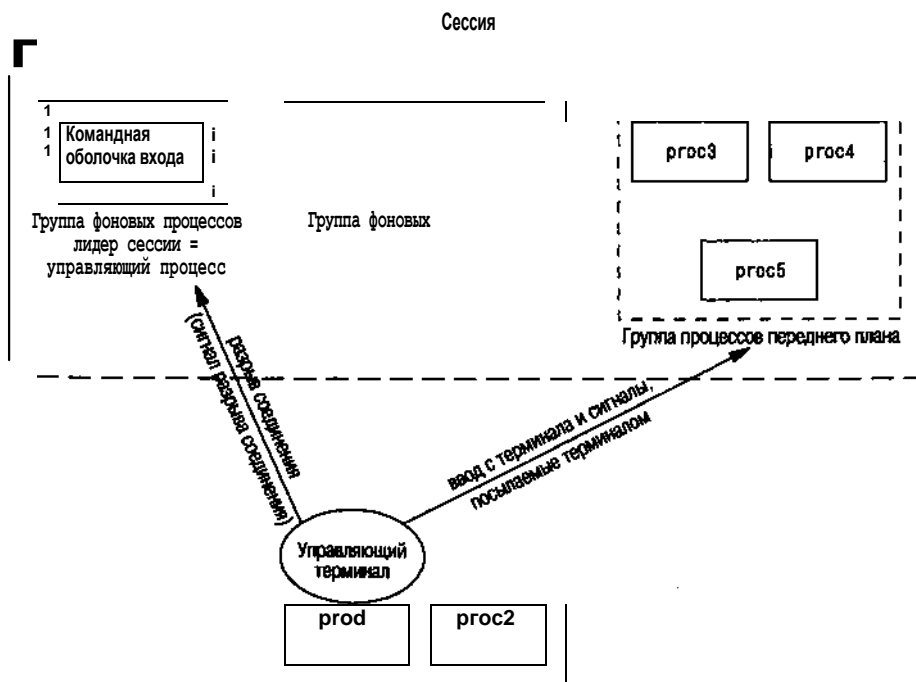 Сессия
Командная
оболочка входа
Группа фоновых процессов
лидер сессии =
управляющий процесс
Группа фоновых
proc3
proc4
proc5
Группа процессов переднего плана
разрыв соединения
(сигнал разрыва соединения)
ввод с терминала и сигналы,
посылаемые терминалом
Управляющий
терминал
prod
proc2